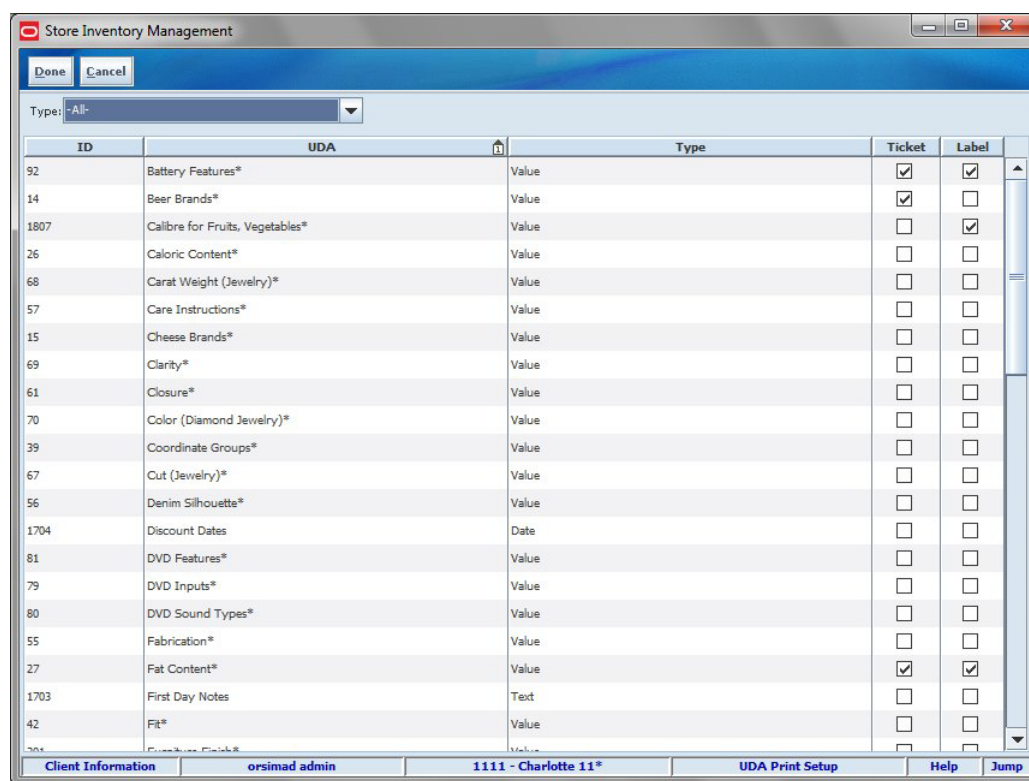 Store Inventory Management
Done Cancel
Type: -All-
ID UDA 1 Type Ticket Label
92 Battery Features* Value
14 Beer Brands* Value
1807 Calibre for Fruits, Vegetables* Value
26 Caloric Content* Value
68 Carat Weight (Jewelry)* Value
57 Care Instructions* Value
15 Cheese Brands* Value
69 Clarity* Value
61 Closure* Value
70 Color (Diamond Jewelry)* Value
39 Coordinate Groups* Value
67 Cut (Jewelry)* Value
56 Denim Silhouette* Value
1704 Discount Dates Date
81 DVD Features* Value
79 DVD Inputs* Value
80 DVD Sound Types* Value
55 Fabrication* Value
27 Fat Content* Value
1703 First Day Notes Text
42 Fit* Value
Client Information orsimad admin 1111 - Charlotte 11* UDA Print Setup Help Jump